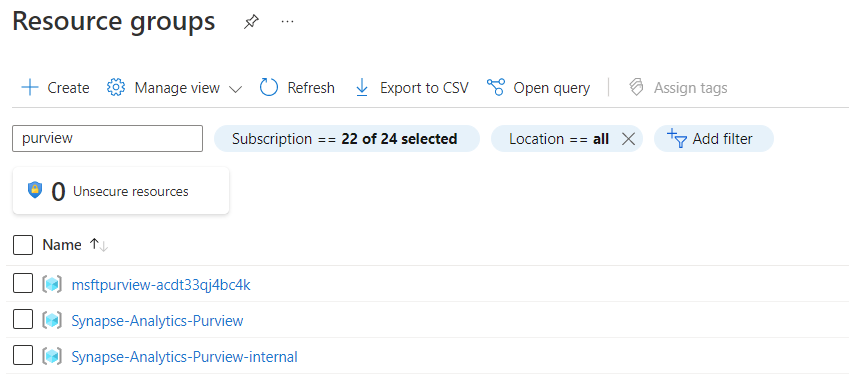 Resource groups
Create Manage view Refresh Export to CSV Open query Assign tags
purview Subscription == 22 of 24 selected Location == all Add filter
0 Unsecure resources
Name
msftpurview-acdt33qj4bc4k
Synapse-Analytics-Purview
Synapse-Analytics-Purview-internal